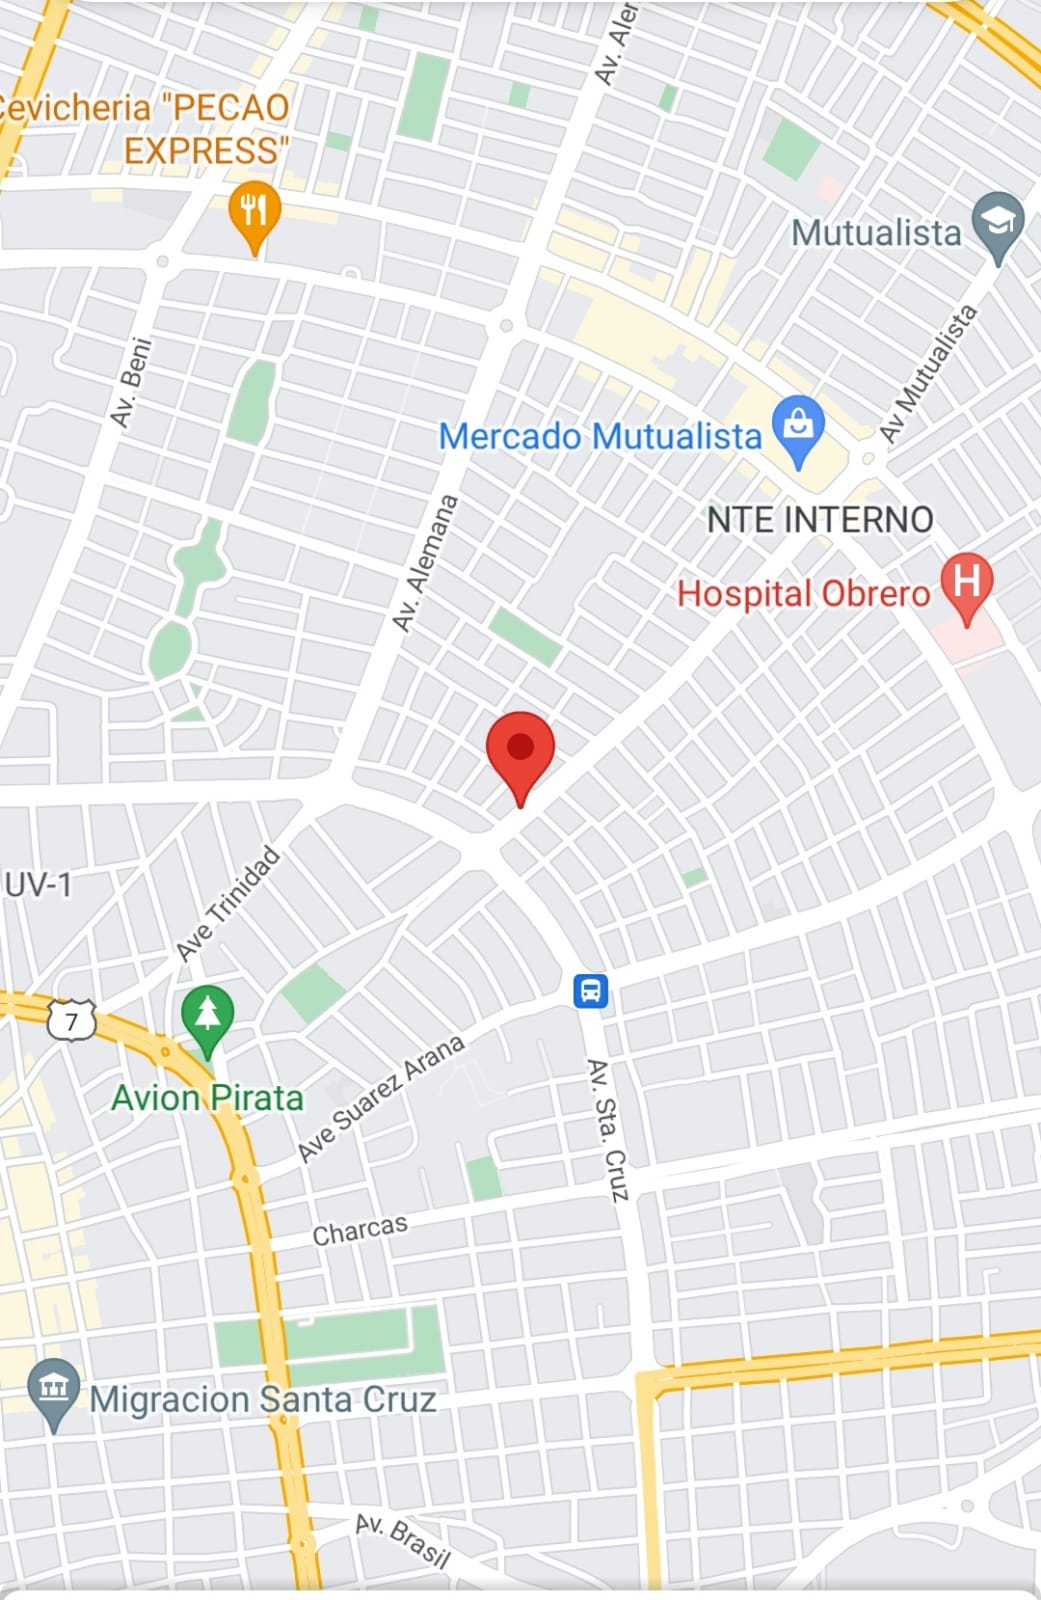 Av. Aler
Cevicheria "PECAO
EXPRESS"
Mutualista
Av. Beni
Av Mutualista
Mercado Mutualista
Av. Alemana
NTE INTERNO
Hospital Obrero
UV-1
Ave Trinidad
7
Avion Pirata
Ave Suarez Arana
Av. Sta. Cruz
Charcas
Migracion Santa Cruz
Av. Brasil